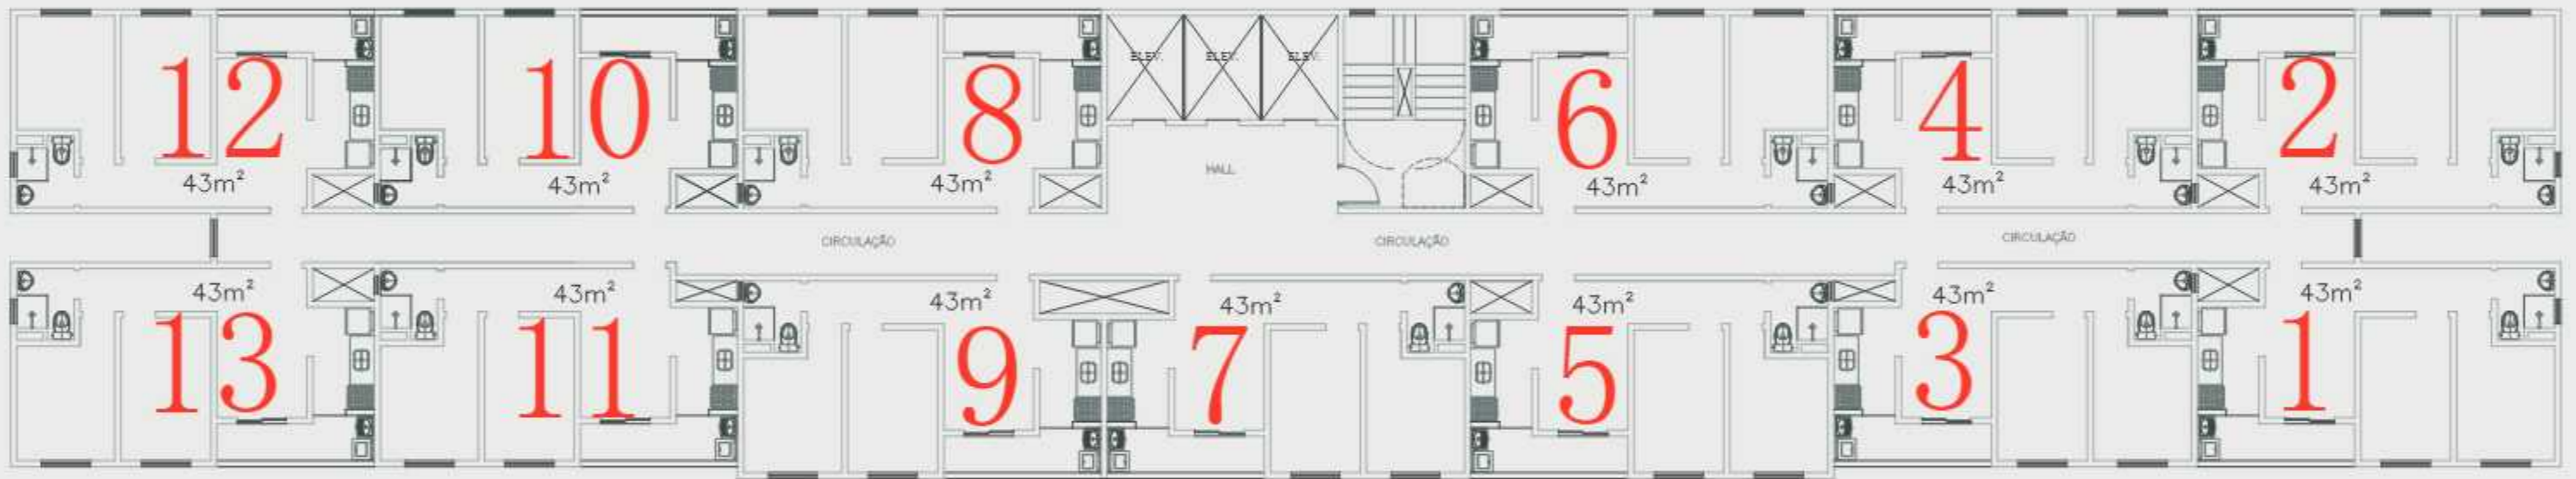 ELEV. ELEV. ELEV.
12 10 8 6 4 2
HALL
43m² 43m² 43m² 43m² 43m² 43m²
CIRCULAÇÃO CIRCULAÇÃO CIRCULAÇÃO
43m² 43m² 43m² 43m² 43m² 43m² 43m²
13 11 9 7 5 3 1